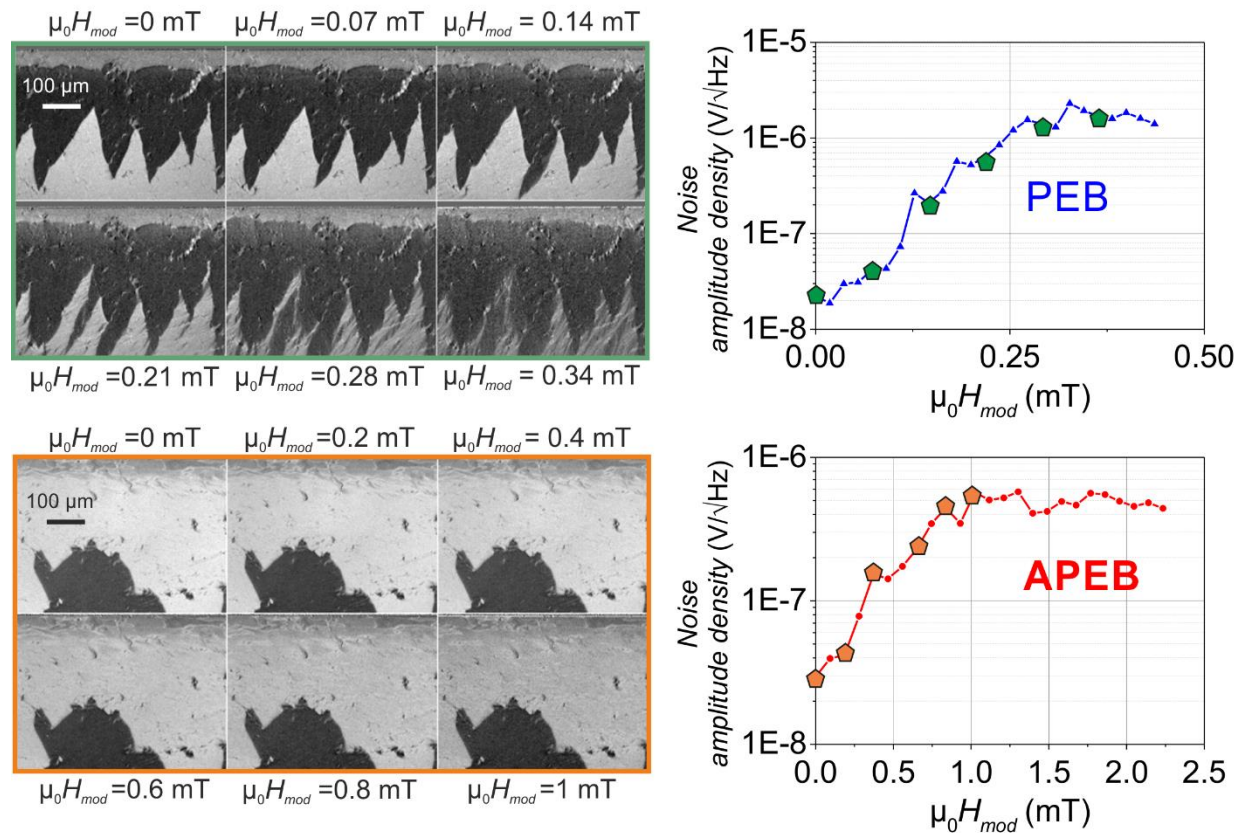 μ₀Hmod =0 mT μ₀Hmod =0.07 mT μ₀Hmod =0.14 mT
100 μm
μ₀Hmod =0.21 mT μ₀Hmod =0.28 mT μ₀Hmod =0.34 mT
Noise
amplitude density (V/√Hz)
1E-5
1E-6
1E-7
1E-8
PEB
0.00 0.25 0.50
μ₀Hmod (mT)
μ₀Hmod =0 mT μ₀Hmod =0.2 mT μ₀Hmod =0.4 mT
100 μm
μ₀Hmod =0.6 mT μ₀Hmod =0.8 mT μ₀Hmod =1 mT
Noise
amplitude density (V/√Hz)
1E-6
1E-7
1E-8
APEB
0.0 0.5 1.0 1.5 2.0 2.5
μ₀Hmod (mT)